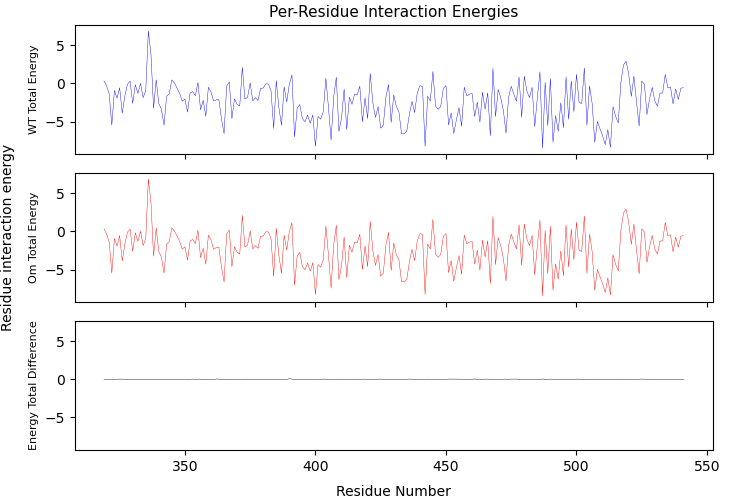 Per-Residue Interaction Energies
WT Total Energy
5
0
−5
Residue interaction energy
Om Total Energy
5
0
−5
Energy Total Difference
5
0
−5
350
400
450
500
550
Residue Number